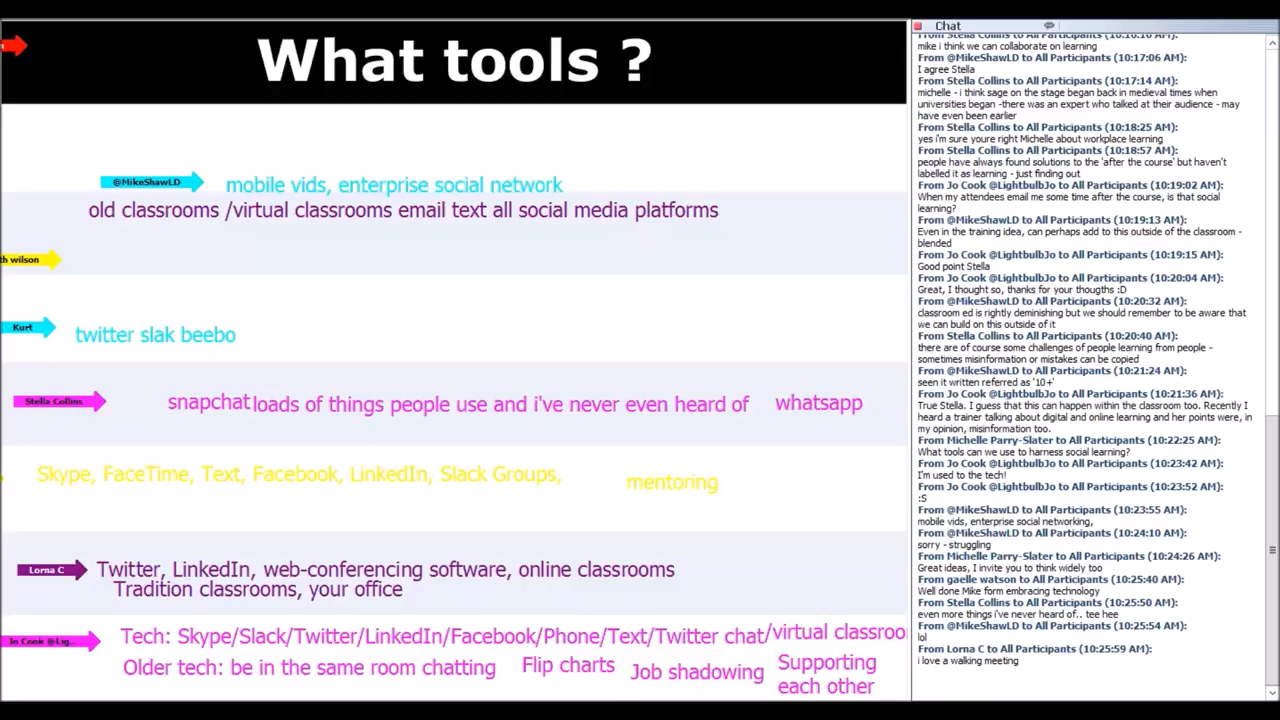 What tools ?
@MikeShawLD
mobile vids, enterprise social network
old classrooms /virtual classrooms email text all social media platforms
th wilson
Kurt
twitter slak beebo
Stella Collins
snapchat loads of things people use and i've never even heard of whatsapp
Skype, FaceTime, Text, Facebook, LinkedIn, Slack Groups,
mentoring
Lorna C
Twitter, LinkedIn, web-conferencing software, online classrooms
Tradition classrooms, your office
Jo Cook @Lig...
Tech: Skype/Slack/Twitter/LinkedIn/Facebook/Phone/Text/Twitter chat/virtual classroo
Older tech: be in the same room chatting
Flip charts
Job shadowing
Supporting
each other
Chat
From Stella Collins to All Participants (10:16:10 AM):
mike i think we can collaborate on learning
From @MikeShawLD to All Participants (10:17:06 AM):
I agree Stella
From Stella Collins to All Participants (10:17:14 AM):
michelle - i think sage on the stage began back in medieval times when
universities began -there was an expert who talked at their audience - may
have even been earlier
From Stella Collins to All Participants (10:18:25 AM):
yes i'm sure youre right Michelle about workplace learning
From Stella Collins to All Participants (10:18:57 AM):
people have always found solutions to the 'after the course' but haven't
labelled it as learning - just finding out
From Jo Cook @LightbulbJo to All Participants (10:19:02 AM):
When my attendees email me some time after the course, is that social
learning?
From @MikeShawLD to All Participants (10:19:13 AM):
Even in the training idea, can perhaps add to this outside of the classroom -
blended
From Jo Cook @LightbulbJo to All Participants (10:19:15 AM):
Good point Stella
From Jo Cook @LightbulbJo to All Participants (10:20:04 AM):
Great, I thought so, thanks for your thougths :D
From @MikeShawLD to All Participants (10:20:32 AM):
classroom ed is rightly deminishing but we should remember to be aware that
we can build on this outside of it
From Stella Collins to All Participants (10:20:40 AM):
there are of course some challenges of people learning from people -
sometimes misinformation or mistakes can be copied
From @MikeShawLD to All Participants (10:21:24 AM):
seen it written referred as '10+'
From Jo Cook @LightbulbJo to All Participants (10:21:36 AM):
True Stella. I guess that this can happen within the classroom too. Recently I
heard a trainer talking about digital and online learning and her points were, in
my opinion, misinformation too.
From Michelle Parry-Slater to All Participants (10:22:25 AM):
What tools can we use to harness social learning?
From Jo Cook @LightbulbJo to All Participants (10:23:42 AM):
I'm used to the tech!
From Jo Cook @LightbulbJo to All Participants (10:23:52 AM):
:S
From @MikeShawLD to All Participants (10:23:55 AM):
mobile vids, enterprise social networking,
From @MikeShawLD to All Participants (10:24:10 AM):
sorry - struggling
From Michelle Parry-Slater to All Participants (10:24:26 AM):
Great ideas, I invite you to think widely too
From gaelle watson to All Participants (10:25:40 AM):
Well done Mike form embracing technology
From Stella Collins to All Participants (10:25:50 AM):
even more things i've never heard of.. tee hee
From @MikeShawLD to All Participants (10:25:54 AM):
lol
From Lorna C to All Participants (10:25:59 AM):
i love a walking meeting